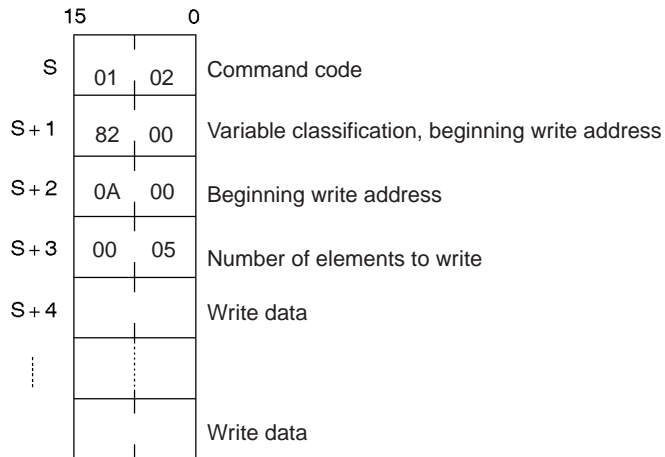 15 0
S 01 02 Command code
S+1 82 00 Variable classification, beginning write address
S+2 0A 00 Beginning write address
S+3 00 05 Number of elements to write
S+4 Write data
Write data